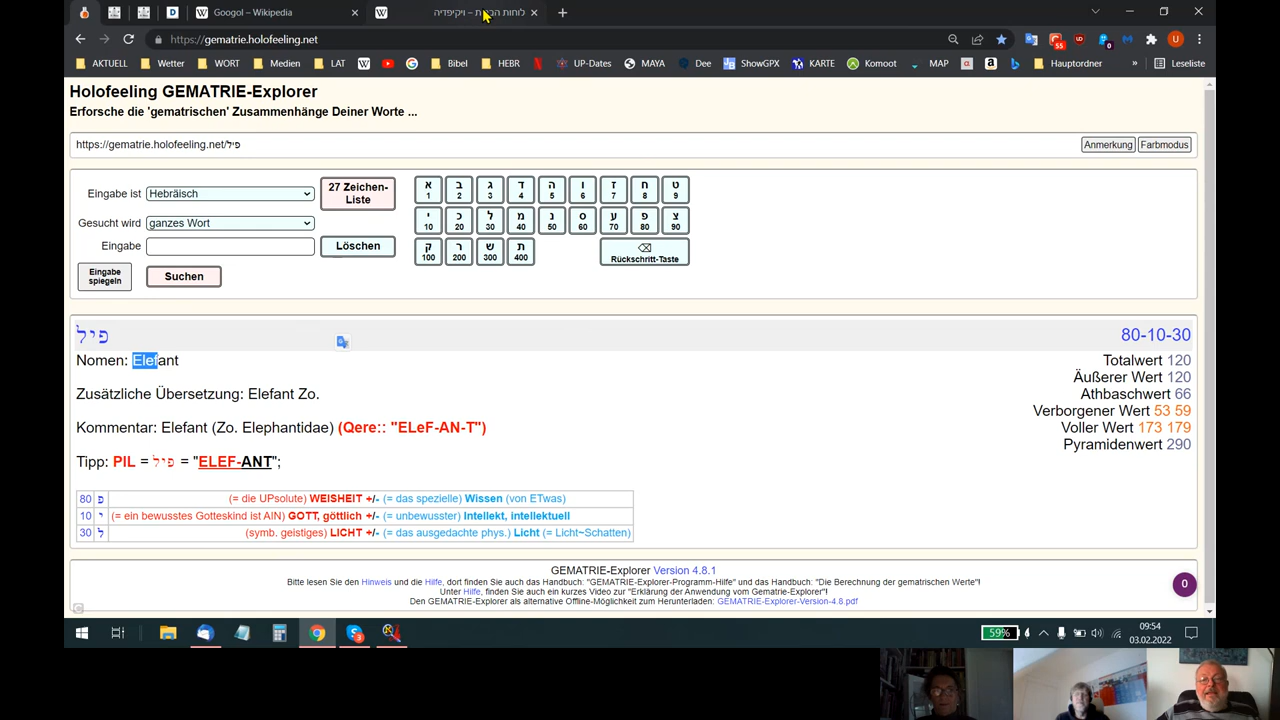 Googol – Wikipedia
לוחות הברית – ויקיפדיה
https://gematrie.holofeeling.net
55
0
U
AKTUELL
Wetter
WORT
Medien
LAT
Bibel
HEBR
UP-Dates
MAYA
Dee
ShowGPX
KARTE
Komoot
MAP
Hauptordner
»
Leseliste
Holofeeling GEMATRIE-Explorer
Erforsche die 'gematrischen' Zusammenhänge Deiner Worte ...
https://gematrie.holofeeling.net/פיל
Anmerkung
Farbmodus
Eingabe ist
Hebräisch
27 Zeichen-
Liste
Gesucht wird
ganzes Wort
Eingabe
Löschen
Eingabe
spiegeln
Suchen
א ב ג ד ה ו ז ח ט
1 2 3 4 5 6 7 8 9
י כ ל מ נ ס ע פ צ
10 20 30 40 50 60 70 80 90
ק ר ש ת
100 200 300 400
⌫
Rückschritt-Taste
פיל
80-10-30
Nomen: Elefant
Zusätzliche Übersetzung: Elefant Zo.
Kommentar: Elefant (Zo. Elephantidae) (Qere:: "ELeF-AN-T")
Tipp: PIL = פיל = "ELEF-ANT";
Totalwert 120
Äußerer Wert 120
Athbaschwert 66
Verborgener Wert 53 59
Voller Wert 173 179
Pyramidenwert 290
80 פ (= die UPsolute) WEISHEIT +/- (= das spezielle) Wissen (von ETwas)
10 י (= ein bewusstes Gotteskind ist AIN) GOTT, göttlich +/- (= unbewusster) Intellekt, intellektuell
30 ל (symb. geistiges) LICHT +/- (= das ausgedachte phys.) Licht (= Licht~Schatten)
GEMATRIE-Explorer Version 4.8.1
Bitte lesen Sie den Hinweis und die Hilfe, dort finden Sie auch das Handbuch: "GEMATRIE-Explorer-Programm-Hilfe" und das Handbuch: "Die Berechnung der gematrischen Werte"!
Unter Hilfe, finden Sie auch ein kurzes Video zur "Erklärung der Anwendung vom Gematrie-Explorer"!
Den GEMATRIE-Explorer als alternative Offline-Möglichkeit zum Herunterladen: GEMATRIE-Explorer-Version-4.8.pdf
0
59%
09:54
03.02.2022